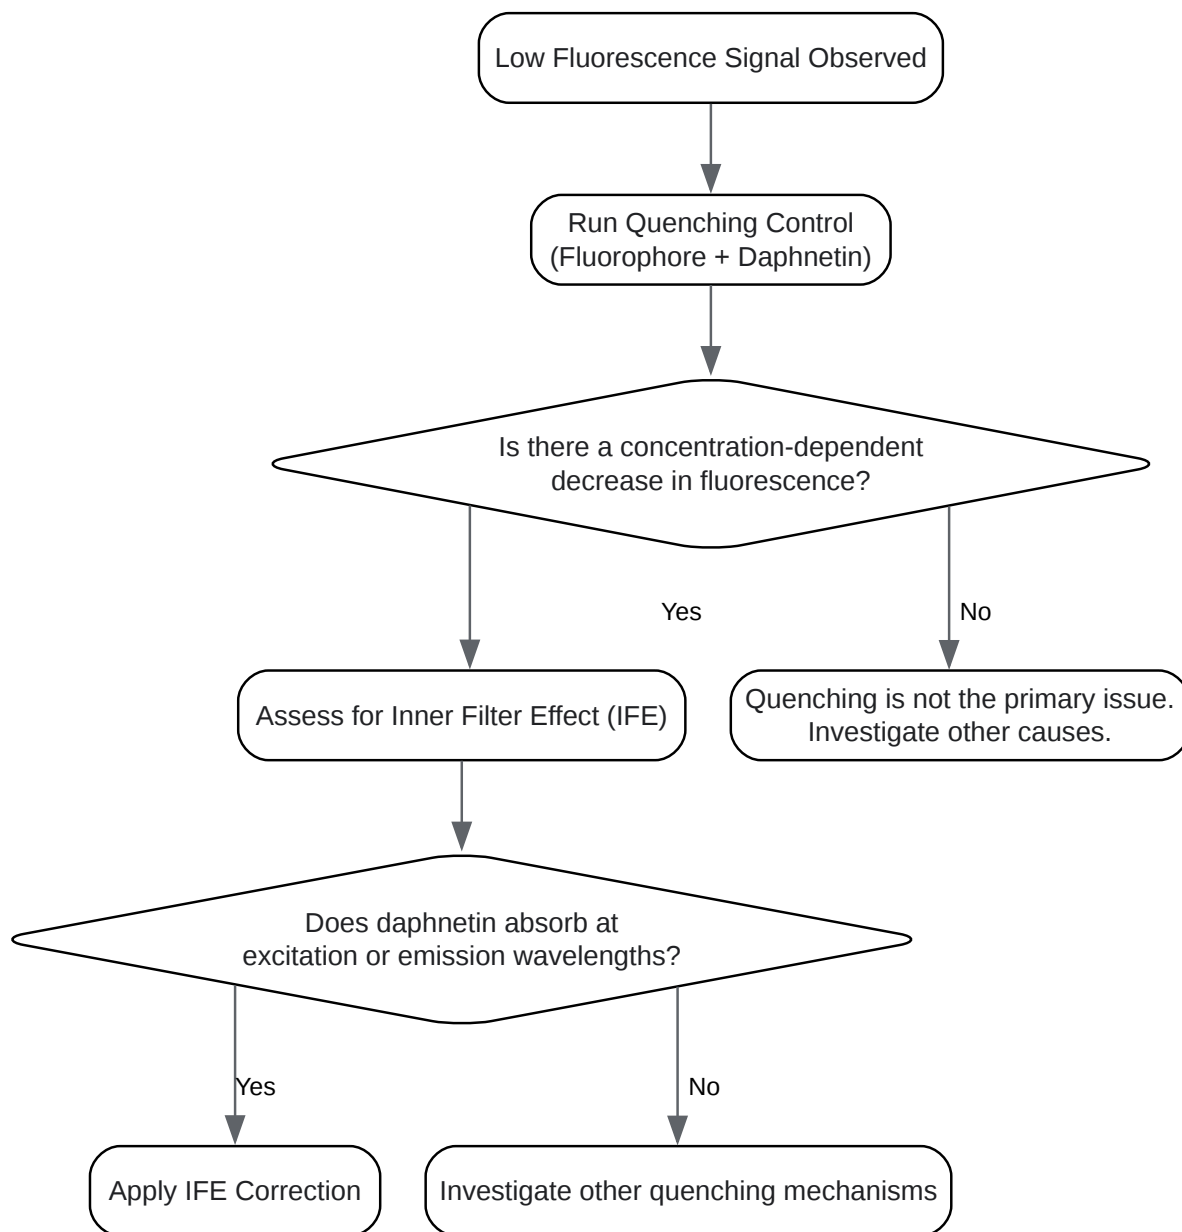 Low Fluorescence Signal Observed
Run Quenching Control
(Fluorophore + Daphnetin)
Is there a concentration-dependent
decrease in fluorescence?
Yes
No
Assess for Inner Filter Effect (IFE)
Quenching is not the primary issue.
Investigate other causes.
Does daphnetin absorb at
excitation or emission wavelengths?
Yes
No
Apply IFE Correction
Investigate other quenching mechanisms